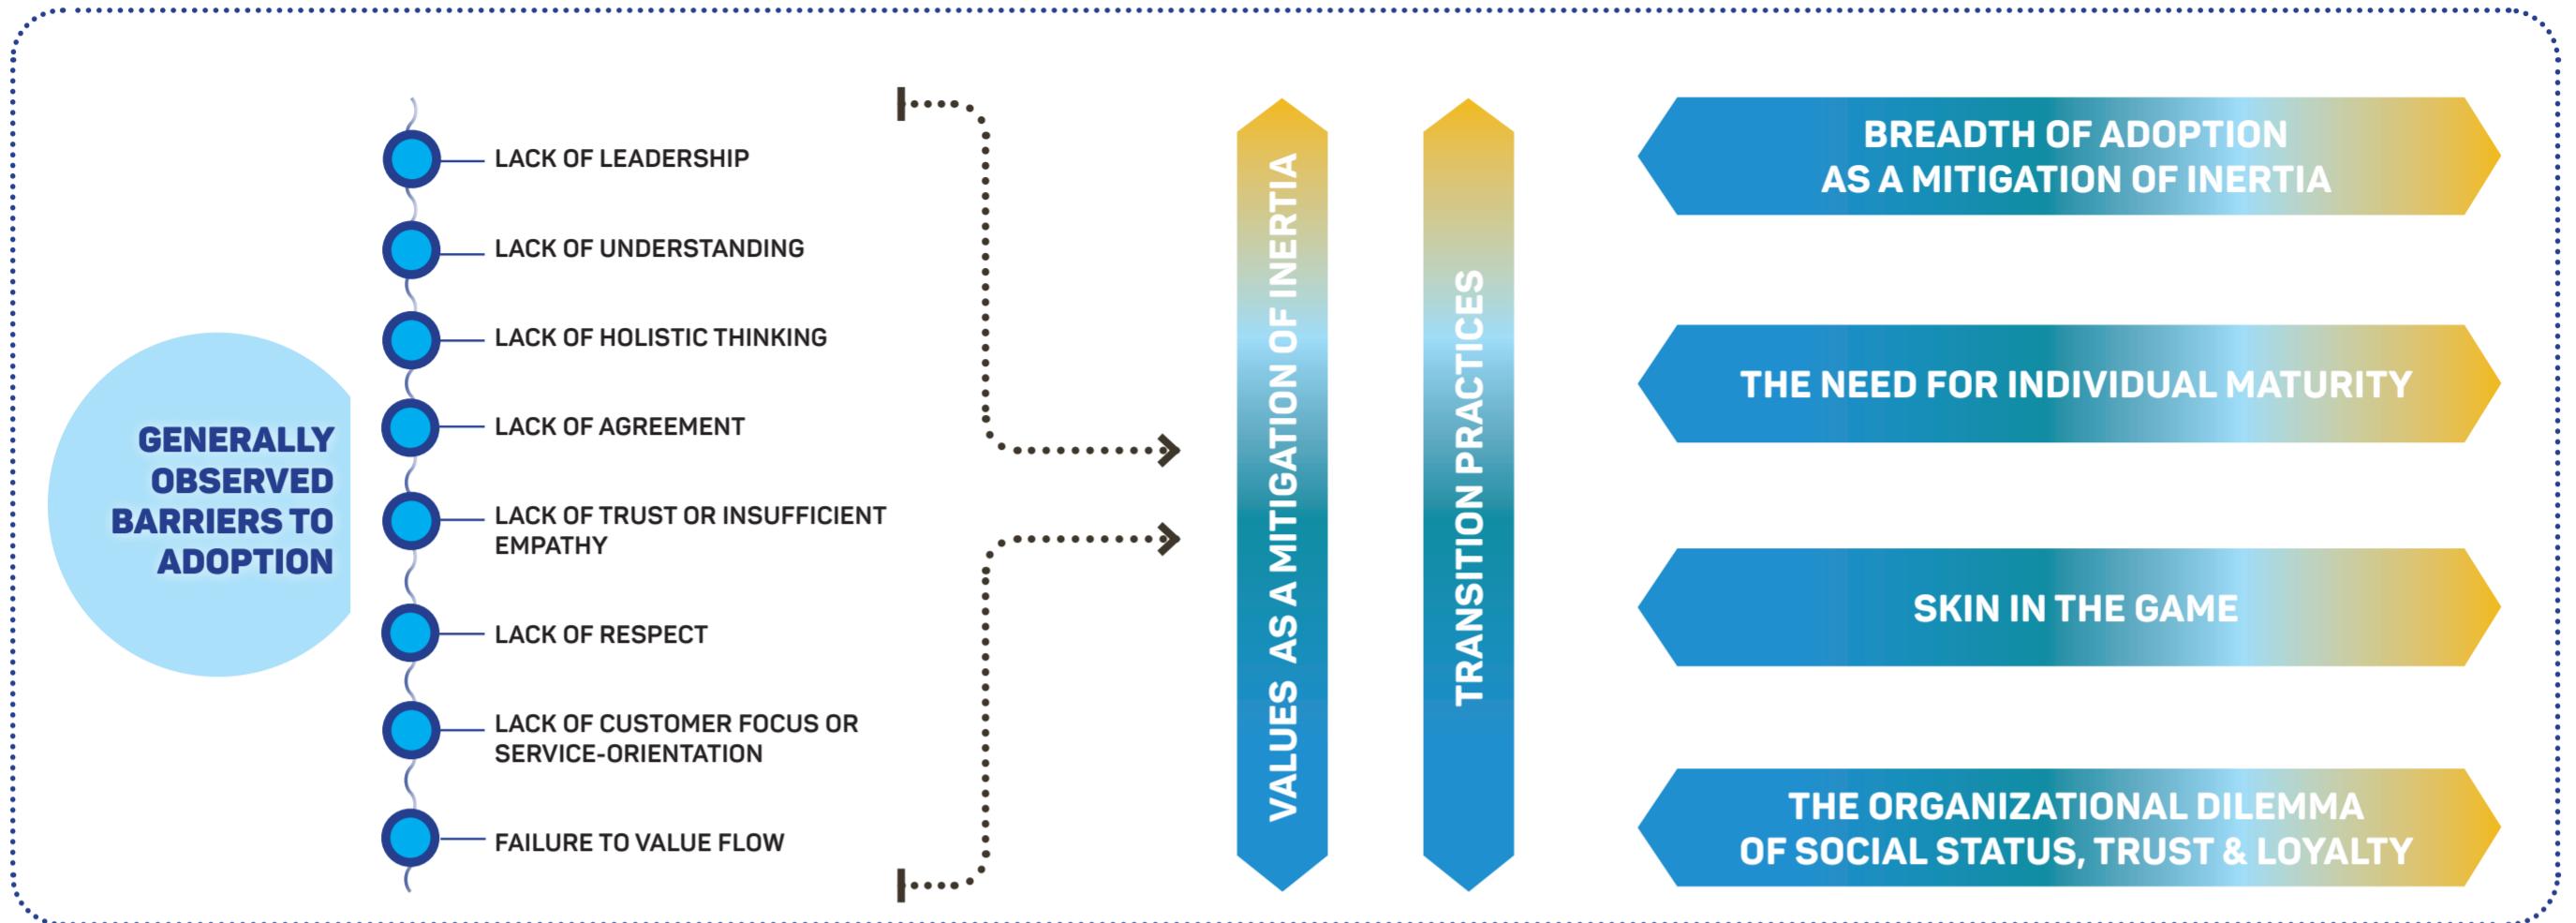 GENERALLY
OBSERVED
BARRIERS TO
ADOPTION
LACK OF LEADERSHIP
LACK OF UNDERSTANDING
LACK OF HOLISTIC THINKING
LACK OF AGREEMENT
LACK OF TRUST OR INSUFFICIENT
EMPATHY
LACK OF RESPECT
LACK OF CUSTOMER FOCUS OR
SERVICE-ORIENTATION
FAILURE TO VALUE FLOW
VALUES AS A MITIGATION OF INERTIA
TRANSITION PRACTICES
BREADTH OF ADOPTION
AS A MITIGATION OF INERTIA
THE NEED FOR INDIVIDUAL MATURITY
SKIN IN THE GAME
THE ORGANIZATIONAL DILEMMA
OF SOCIAL STATUS, TRUST & LOYALTY